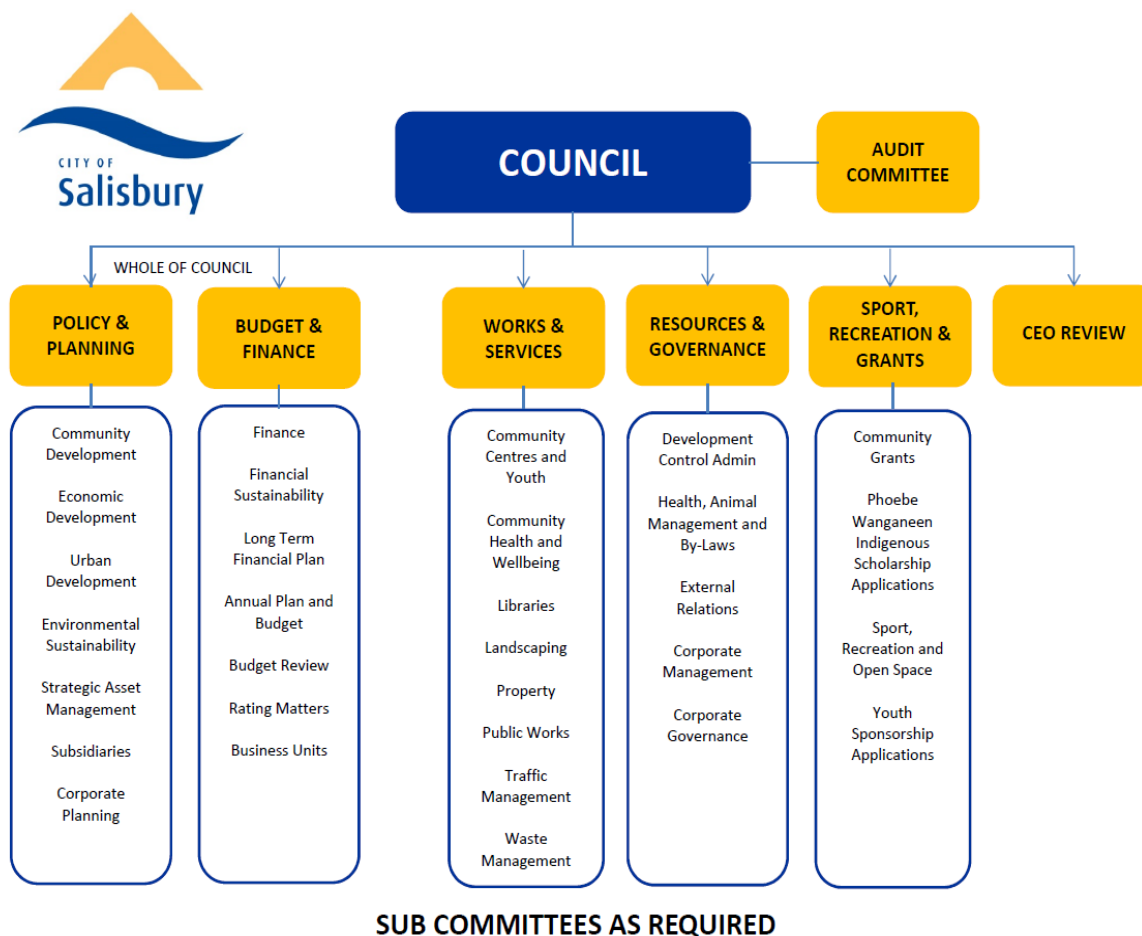 CITY OF
Salisbury
COUNCIL
AUDIT
COMMITTEE
WHOLE OF COUNCIL
POLICY &
PLANNING
BUDGET &
FINANCE
WORKS &
SERVICES
RESOURCES &
GOVERNANCE
SPORT,
RECREATION &
GRANTS
CEO REVIEW
Community
Development
Economic
Development
Urban
Development
Environmental
Sustainability
Strategic Asset
Management
Subsidiaries
Corporate
Planning
Finance
Financial
Sustainability
Long Term
Financial Plan
Annual Plan and
Budget
Budget Review
Rating Matters
Business Units
Community
Centres and
Youth
Community
Health and
Wellbeing
Libraries
Landscaping
Property
Public Works
Traffic
Management
Waste
Management
Development
Control Admin
Health, Animal
Management and
By-Laws
External
Relations
Corporate
Management
Corporate
Governance
Community
Grants
Phoebe
Wanganeen
Indigenous
Scholarship
Applications
Sport,
Recreation and
Open Space
Youth
Sponsorship
Applications
SUB COMMITTEES AS REQUIRED